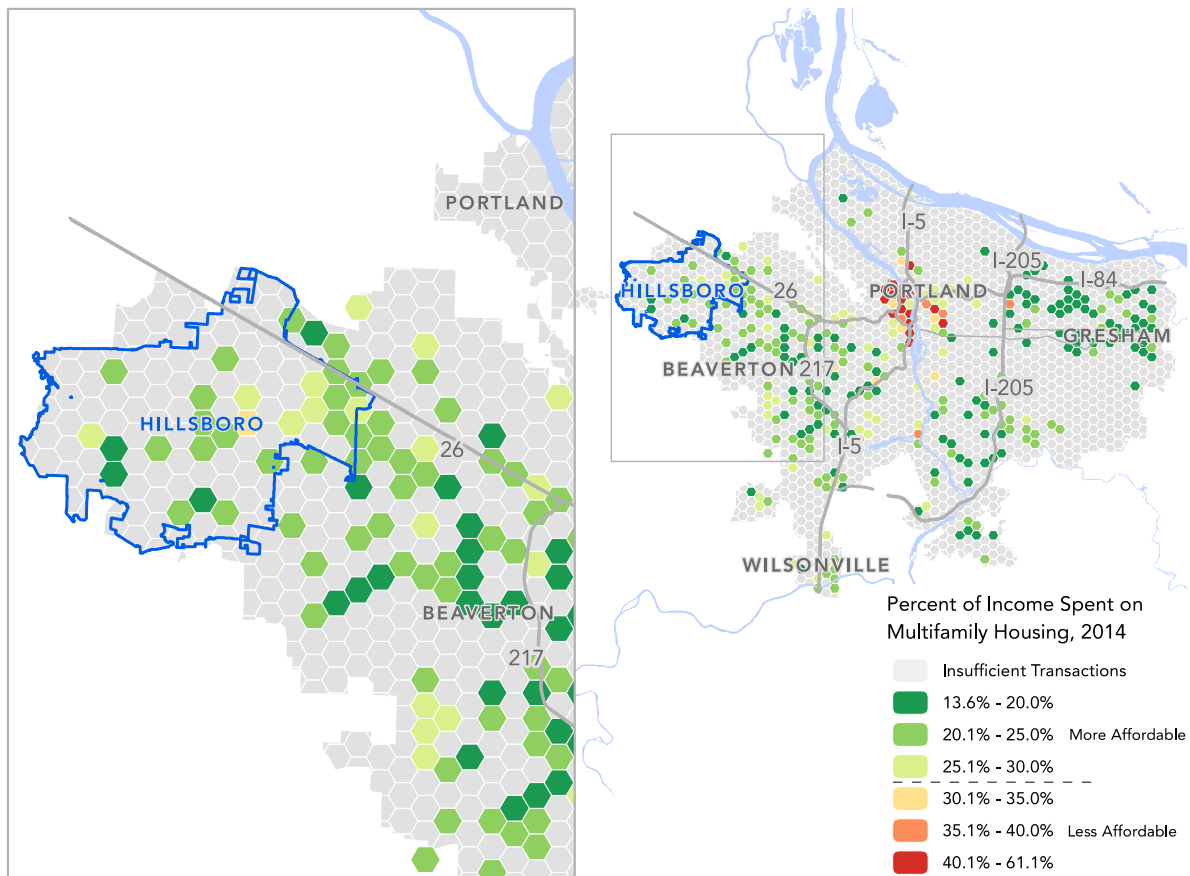 PORTLAND
HILLSBORO
26
BEAVERTON
217
I-5
I-205
I-84
HILLSBORO
26
PORTLAND
GRESHAM
BEAVERTON
217
I-205
I-5
WILSONVILLE
Percent of Income Spent on
Multifamily Housing, 2014
Insufficient Transactions
13.6% - 20.0%
20.1% - 25.0% More Affordable
25.1% - 30.0%
30.1% - 35.0%
35.1% - 40.0% Less Affordable
40.1% - 61.1%